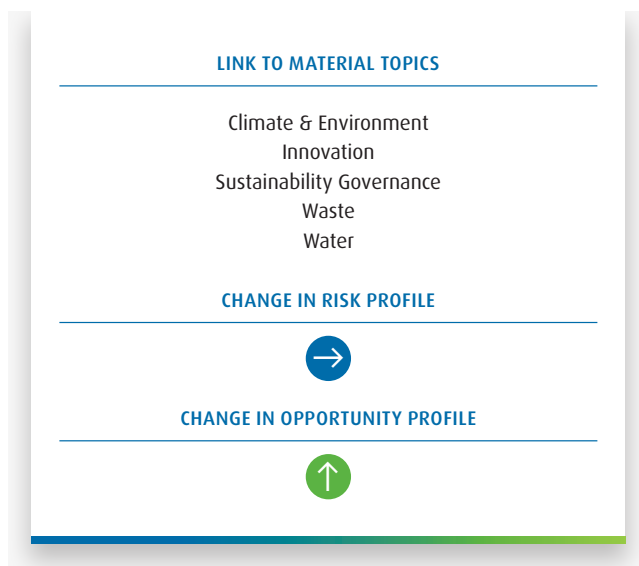 LINK TO MATERIAL TOPICS
Climate & Environment
Innovation
Sustainability Governance
Waste
Water
CHANGE IN RISK PROFILE
CHANGE IN OPPORTUNITY PROFILE